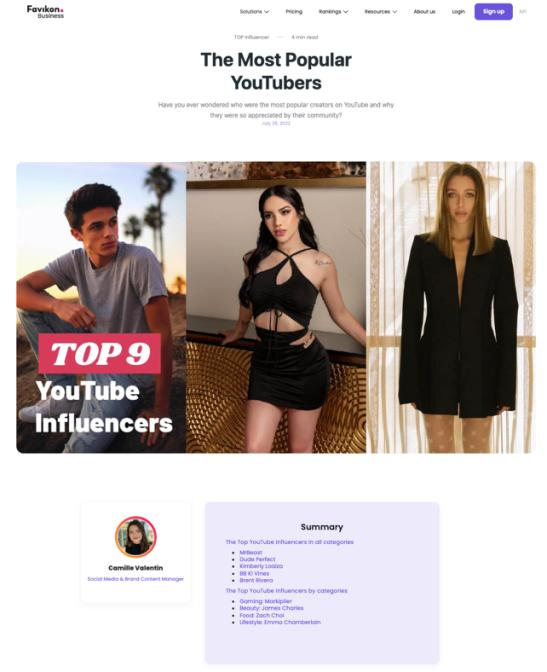 Favikon.
Business
Solutions
Pricing
Rankings
Resources
About us
Login
Sign up
TOP Influencer — 4 min read
The Most Popular
YouTubers
Have you ever wondered who were the most popular creators on YouTube and why
they were so appreciated by their community?
TOP 9
YouTube
Influencers
Summary
The Top YouTube Influencers in all categories
MrBeast
Dude Perfect
Kimberly Loaiza
BB Ki Vines
Brent Rivera
The Top YouTube Influencers by categories
Gaming: Markiplier
Beauty: James Charles
Food: Zach Choi
Lifestyle: Emma Chamberlain
Camille Valentin
Social Media & Brand Content Manager